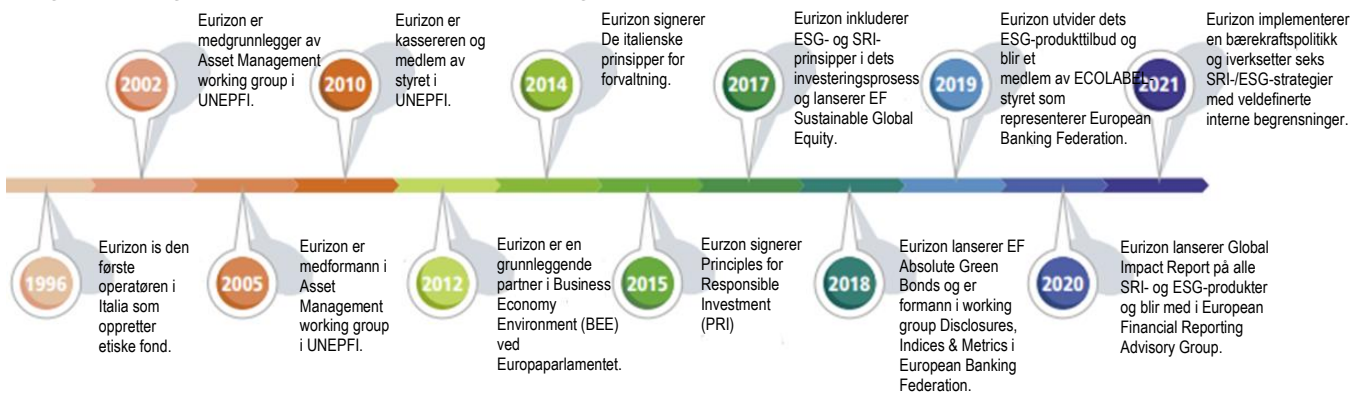 2002
Eurizon er
medgrunnlegger av
Asset Management
working group i
UNEPFI.
2010
Eurizon er
kassereren og
medlem av
styret i
UNEPFI.
2014
Eurizon signerer
De italienske
prinsipper for
forvaltning.
2017
Eurizon inkluderer
ESG- og SRI-
prinsipper i dets
investeringsprosess
og lanserer EF
Sustainable Global
Equity.
2019
Eurizon utvider dets
ESG-produkttilbud og
blir et
medlem av ECOLABEL-
styret som
representerer European
Banking Federation.
2021
Eurizon implementerer
en bærekraftspolitikk
og iverksetter seks
SRI-/ESG-strategier
med veldefinerte
interne begrensninger.
1996
Eurizon is den
første
operatøren i
Italia som
oppretter
etiske fond.
2005
Eurizon er
medformann i
Asset
Management
working group
i UNEPFI.
2012
Eurizon er en
grunnleggende
partner i Business
Economy
Environment (BEE)
ved
Europaparlamentet.
2015
Eurzon signerer
Principles for
Responsible
Investment
(PRI)
2018
Eurizon lanserer EF
Absolute Green
Bonds og er
formann i working
group Disclosures,
Indices & Metrics i
European Banking
Federation.
2020
Eurizon lanserer Global
Impact Report på alle
SRI- og ESG-produkter
og blir med i European
Financial Reporting
Advisory Group.